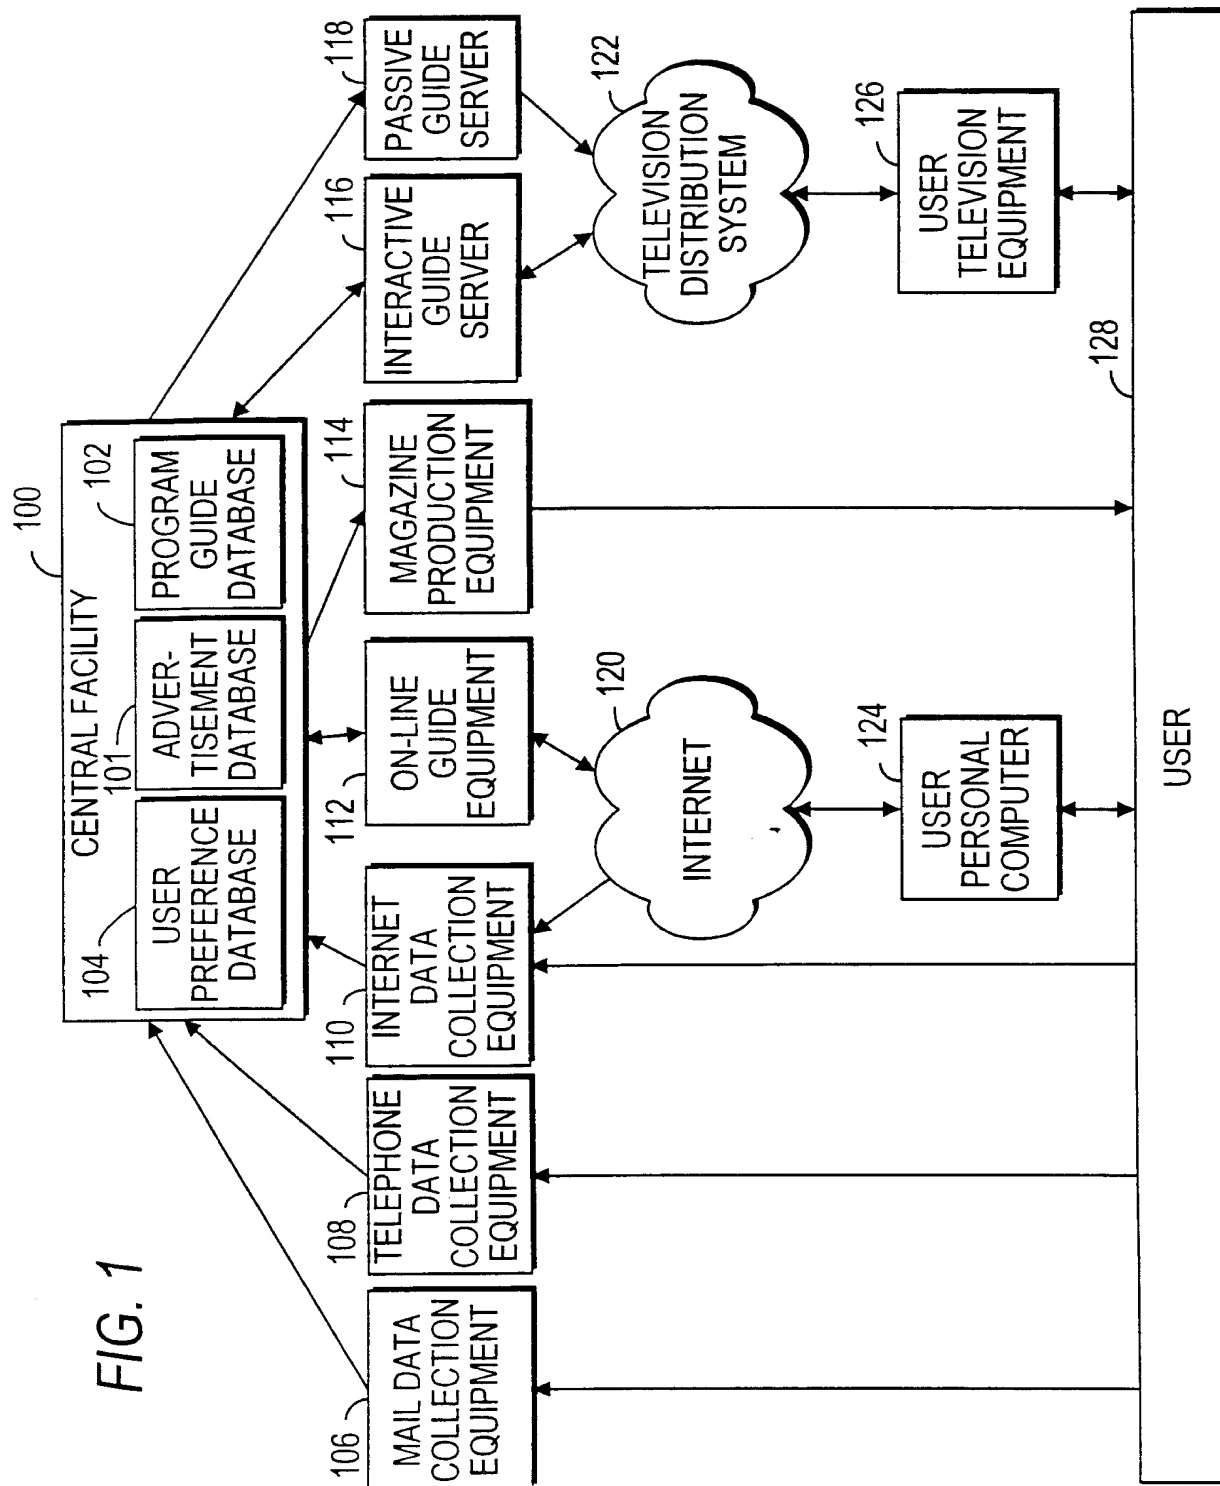 FIG. 1
100
CENTRAL FACILITY
104
USER
PREFERENCE
DATABASE
101
ADVER-
TISEMENT
DATABASE
102
PROGRAM
GUIDE
DATABASE
106
MAIL DATA
COLLECTION
EQUIPMENT
108
TELEPHONE
DATA
COLLECTION
EQUIPMENT
110
INTERNET
DATA
COLLECTION
EQUIPMENT
112
ON-LINE
GUIDE
EQUIPMENT
114
MAGAZINE
PRODUCTION
EQUIPMENT
116
INTERACTIVE
GUIDE
SERVER
118
PASSIVE
GUIDE
SERVER
120
INTERNET
122
TELEVISION
DISTRIBUTION
SYSTEM
124
USER
PERSONAL
COMPUTER
126
USER
TELEVISION
EQUIPMENT
128
USER